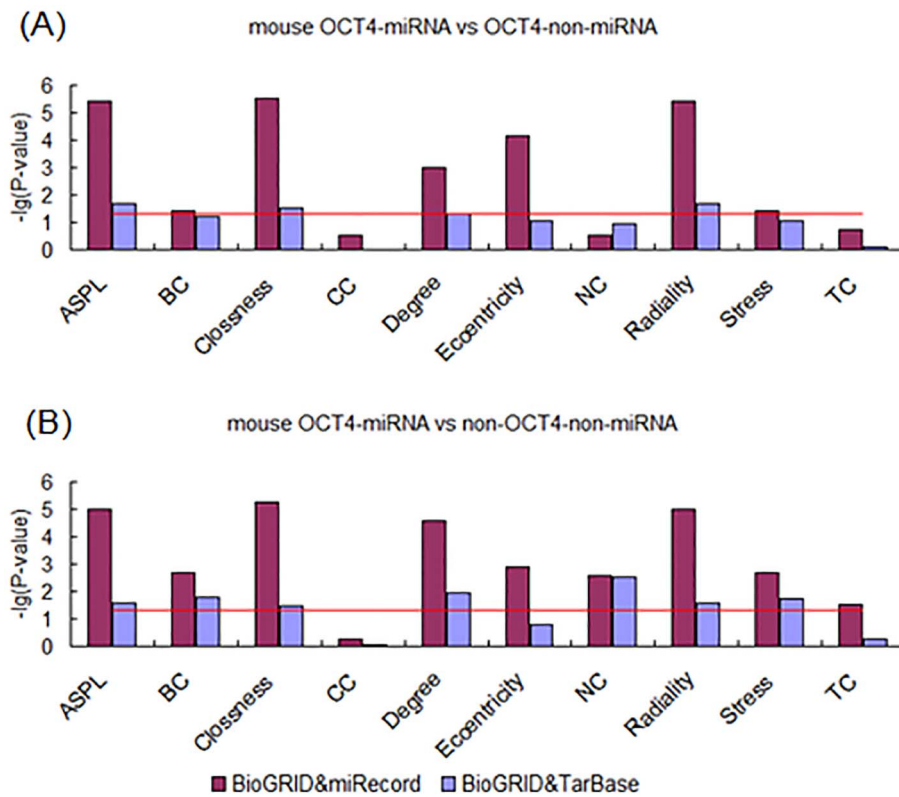 (A)
mouse OCT4-miRNA vs OCT4-non-miRNA
-lg(P-value)
6
5
4
3
2
1
0
ASPL
BC
Clossness
CC
Degree
Eccentricity
NC
Radiality
Stress
TC
(B)
mouse OCT4-miRNA vs non-OCT4-non-miRNA
-lg(P-value)
6
5
4
3
2
1
0
ASPL
BC
Clossness
CC
Degree
Eccentricity
NC
Radiality
Stress
TC
BioGRID&miRecord BioGRID&TarBase